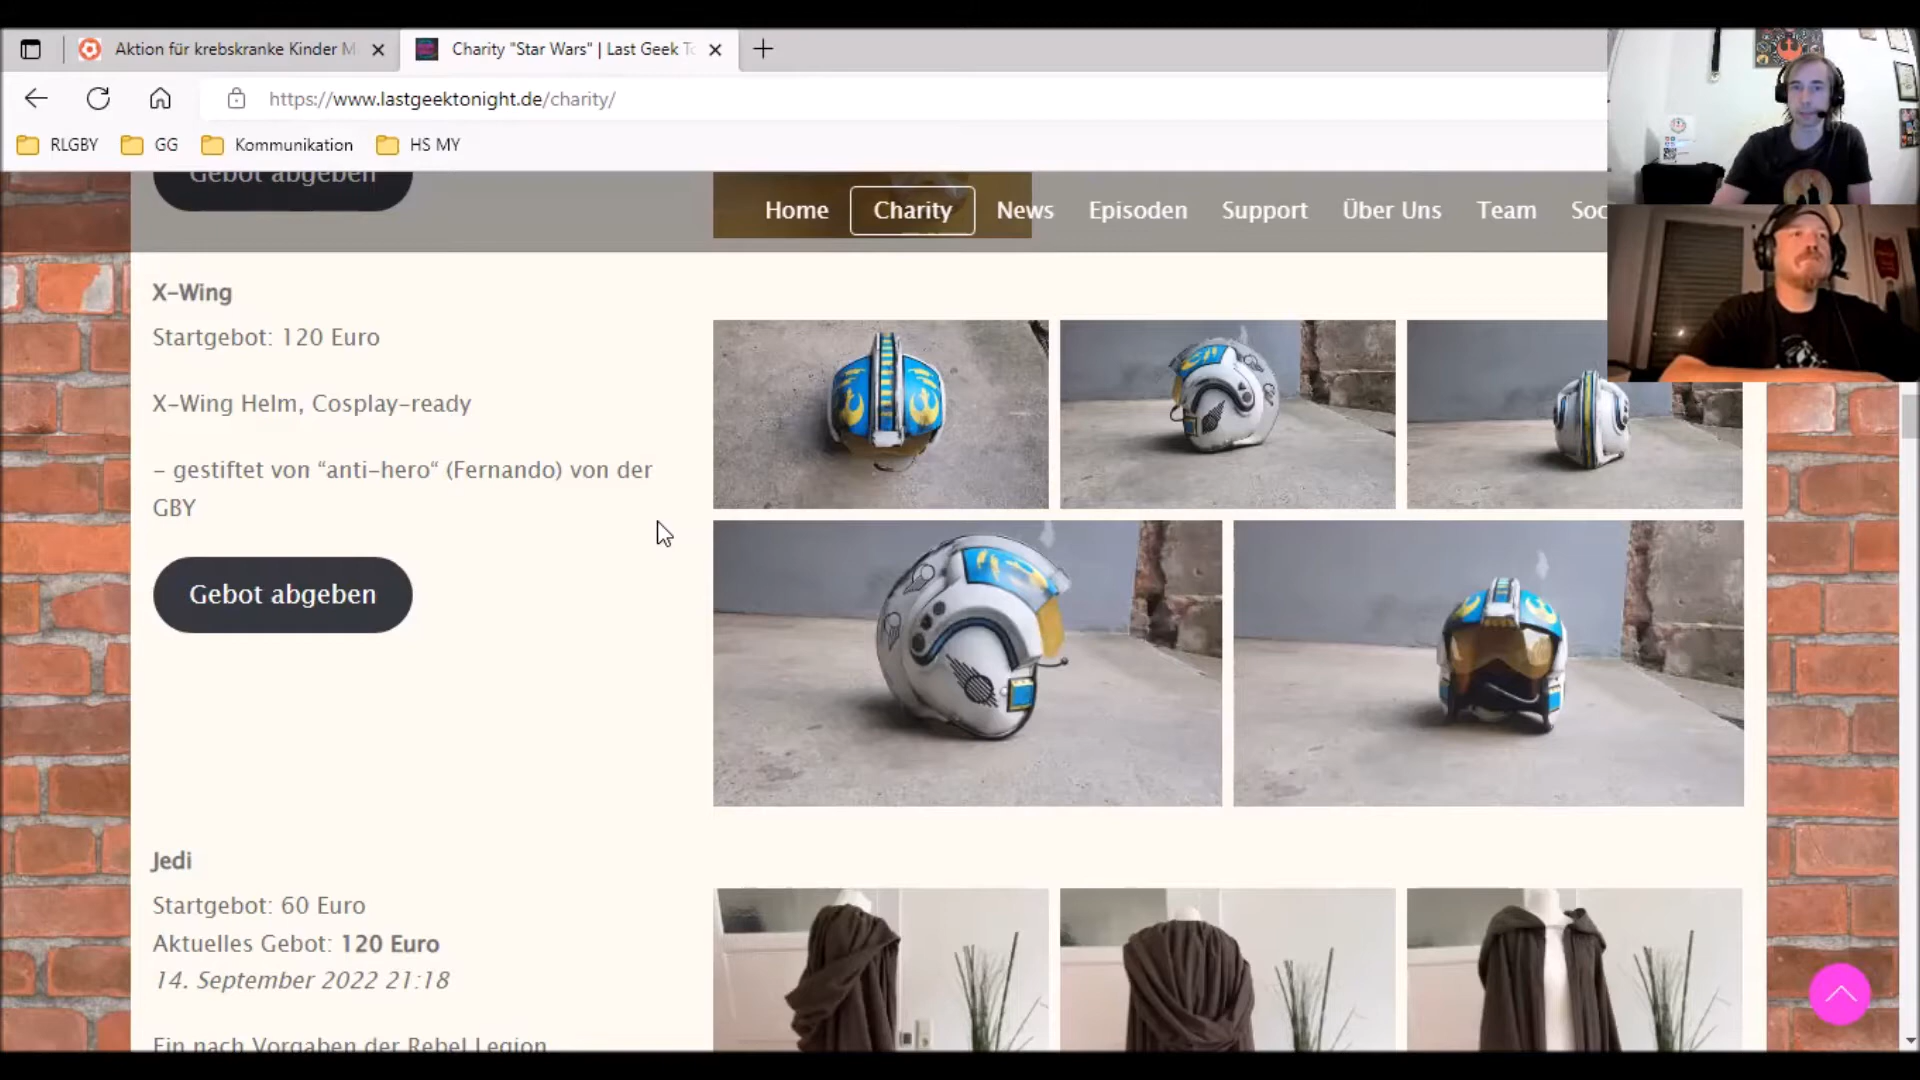 Aktion für krebskranke Kinder M
Charity "Star Wars" | Last Geek To
https://www.lastgeektonight.de/charity/
RLGBY
GG
Kommunikation
HS MY
Gebot abgeben
Home
Charity
News
Episoden
Support
Über Uns
Team
Soc
X-Wing
Startgebot: 120 Euro
X-Wing Helm, Cosplay-ready
- gestiftet von “anti-hero“ (Fernando) von der
GBY
Gebot abgeben
Jedi
Startgebot: 60 Euro
Aktuelles Gebot: 120 Euro
14. September 2022 21:18
Ein nach Vorgaben der Rebel Legion